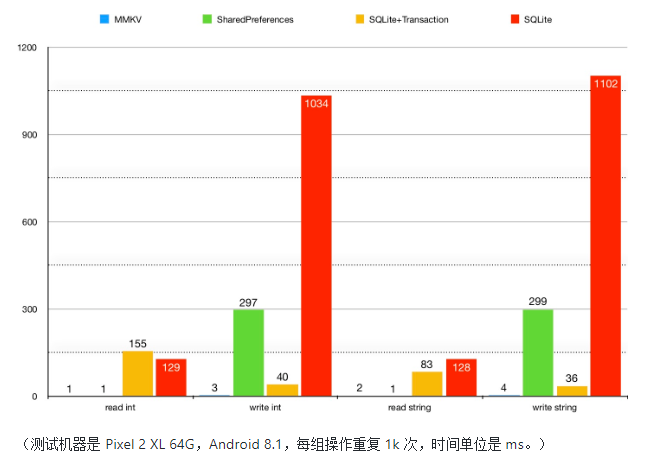 MMKV SharedPreferences SQLite+Transaction SQLite
1200
900
600
300
0
1 1 155 129
3 297 40 1034
2 1 83 128
4 299 36 1102
read int write int read string write string
（测试机器是 Pixel 2 XL 64G，Android 8.1，每组操作重复 1k 次，时间单位是 ms。）